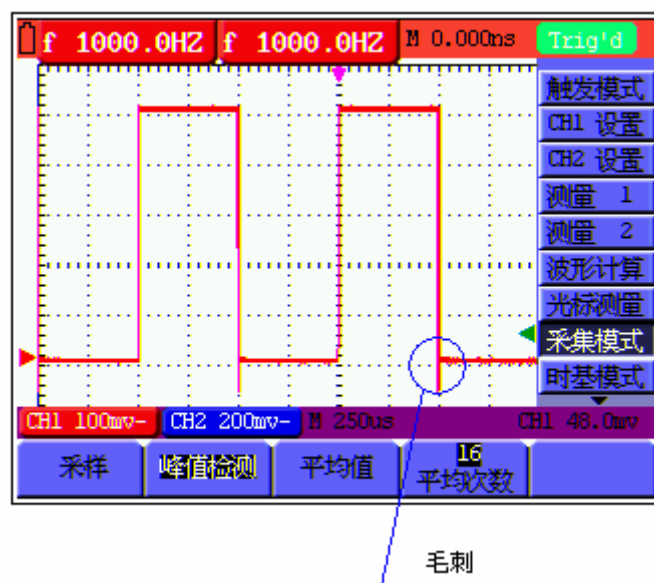 f 1000.0HZ f 1000.0HZ M 0.000ns Trig'd
触发模式
CH1 设置
CH2 设置
测量 1
测量 2
波形计算
光标测量
采集模式
时基模式
CH1 100mv- CH2 200mv- M 250us CH1 48.0mv
采样 峰值检测 平均值 16
平均次数
毛刺